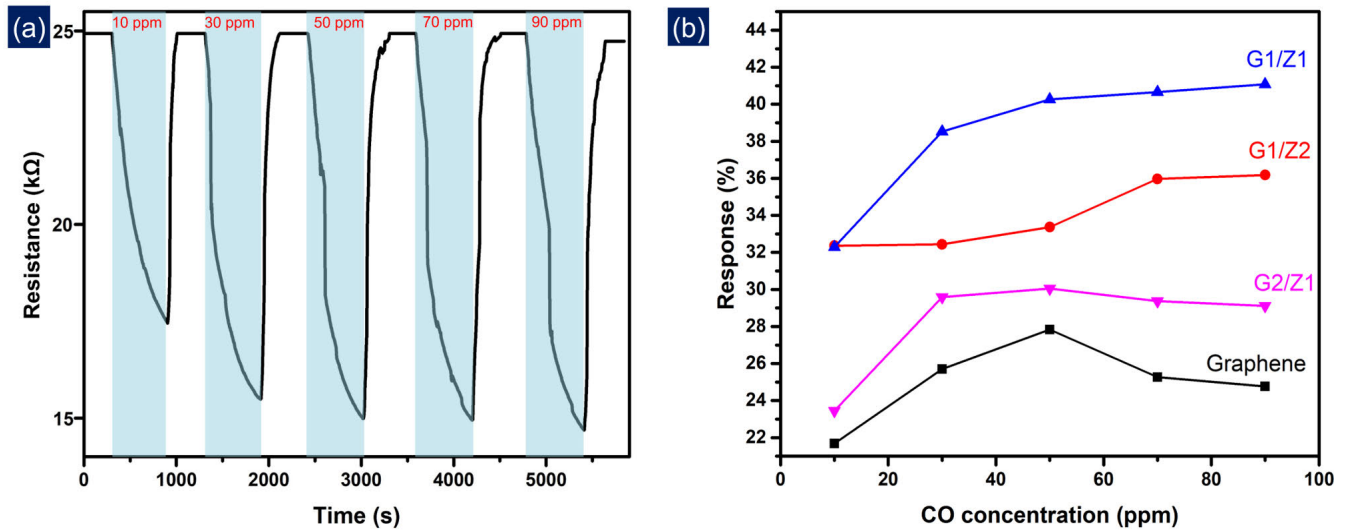 (a)
10 ppm 30 ppm 50 ppm 70 ppm 90 ppm
25
20
15
Resistance (kΩ)
0 1000 2000 3000 4000 5000
Time (s)
(b)
44
42
40
38
36
34
32
30
28
26
24
22
Response (%)
G1/Z1
G1/Z2
G2/Z1
Graphene
0 20 40 60 80 100
CO concentration (ppm)